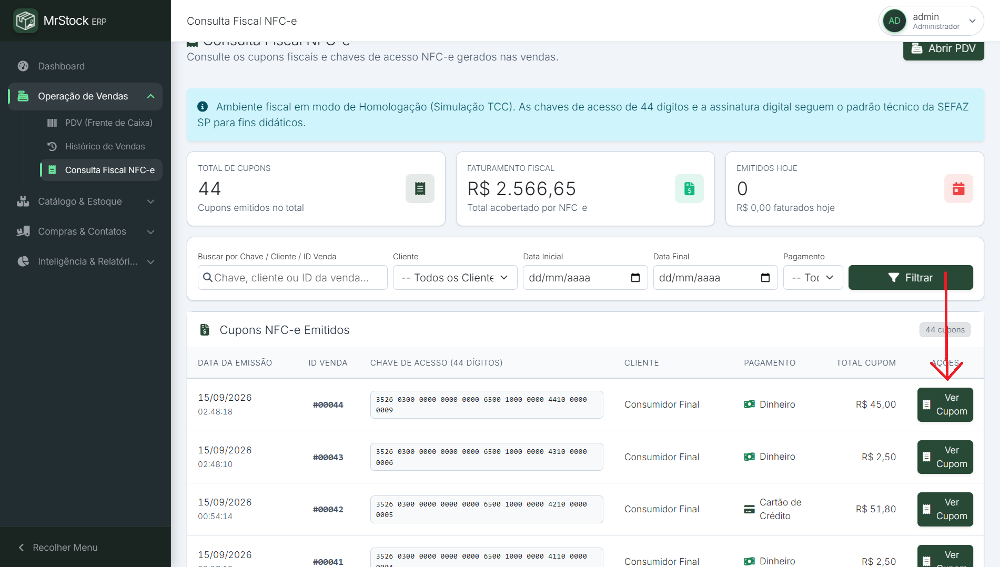 MrStock ERP
Consulta Fiscal NFC-e
AD
admin
Administrador
Dashboard
Operação de Vendas
PDV (Frente de Caixa)
Histórico de Vendas
Consulta Fiscal NFC-e
Catálogo & Estoque
Compras & Contatos
Inteligência & Relatóri...
Recolher Menu
Consulta Fiscal NFC-e
Consulte os cupons fiscais e chaves de acesso NFC-e gerados nas vendas.
Abrir PDV
Ambiente fiscal em modo de Homologação (Simulação TCC). As chaves de acesso de 44 dígitos e a assinatura digital seguem o padrão técnico da SEFAZ
SP para fins didáticos.
TOTAL DE CUPONS
44
Cupons emitidos no total
FATURAMENTO FISCAL
R$ 2.566,65
Total acobertado por NFC-e
EMITIDOS HOJE
0
R$ 0,00 faturados hoje
Buscar por Chave / Cliente / ID Venda
Chave, cliente ou ID da venda...
Cliente
-- Todos os Cliente
Data Inicial
dd/mm/aaaa
Data Final
dd/mm/aaaa
Pagamento
-- Toc
Filtrar
Cupons NFC-e Emitidos
44 cupons
DATA DA EMISSÃO ID VENDA CHAVE DE ACESSO (44 DÍGITOS) CLIENTE PAGAMENTO TOTAL CUPOM AÇÕES
15/09/2026
02:48:18
#00044
3526 0300 0000 0000 0000 6500 1000 0000 4410 0000
0009
Consumidor Final
Dinheiro
R$ 45,00
Ver
Cupom
15/09/2026
02:48:10
#00043
3526 0300 0000 0000 0000 6500 1000 0000 4310 0000
0006
Consumidor Final
Dinheiro
R$ 2,50
Ver
Cupom
15/09/2026
00:54:14
#00042
3526 0300 0000 0000 0000 6500 1000 0000 4210 0000
0005
Consumidor Final
Cartão de
Crédito
R$ 51,80
Ver
Cupom
15/09/2026
#00041
3526 0300 0000 0000 0000 6500 1000 0000 4110 0000
Consumidor Final
Dinheiro
R$ 2,50
Ver